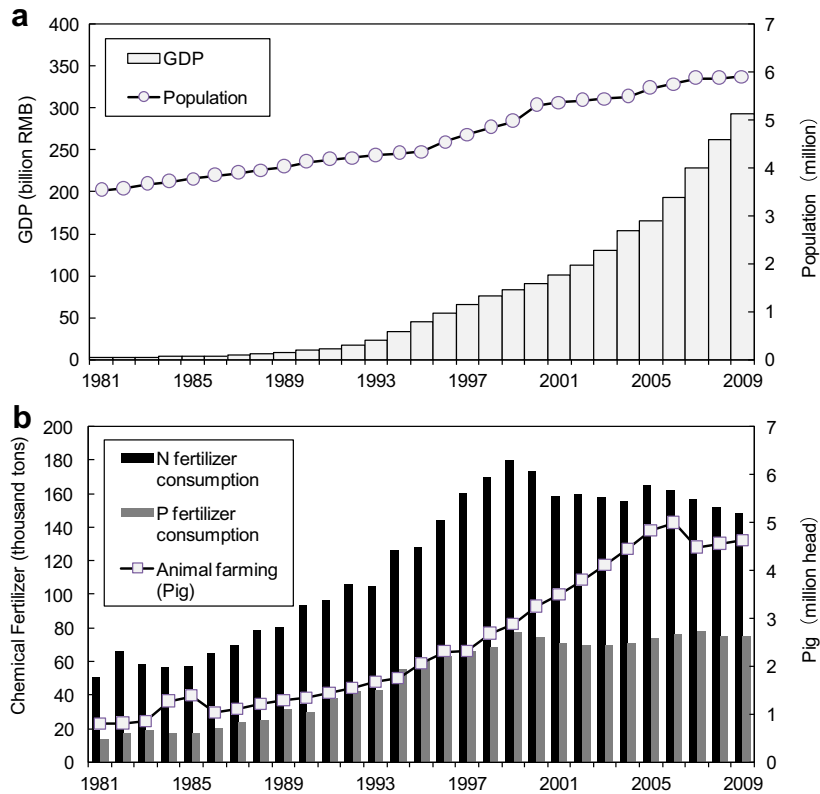 a
400
350
300
250
200
150
100
50
0
GDP (billion RMB)
GDP
Population
7
6
5
4
3
2
1
0
Population (million)
1981 1985 1989 1993 1997 2001 2005 2009
b
200
180
160
140
120
100
80
60
40
20
0
Chemical Fertilizer (thousand tons)
N fertilizer
consumption
P fertilizer
consumption
Animal farming
(Pig)
7
6
5
4
3
2
1
0
Pig (million head)
1981 1985 1989 1993 1997 2001 2005 2009